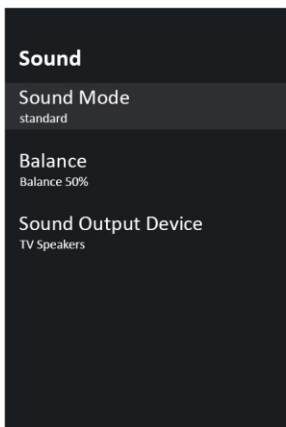 Sound
Sound Mode
standard
Balance
Balance 50%
Sound Output Device
TV Speakers